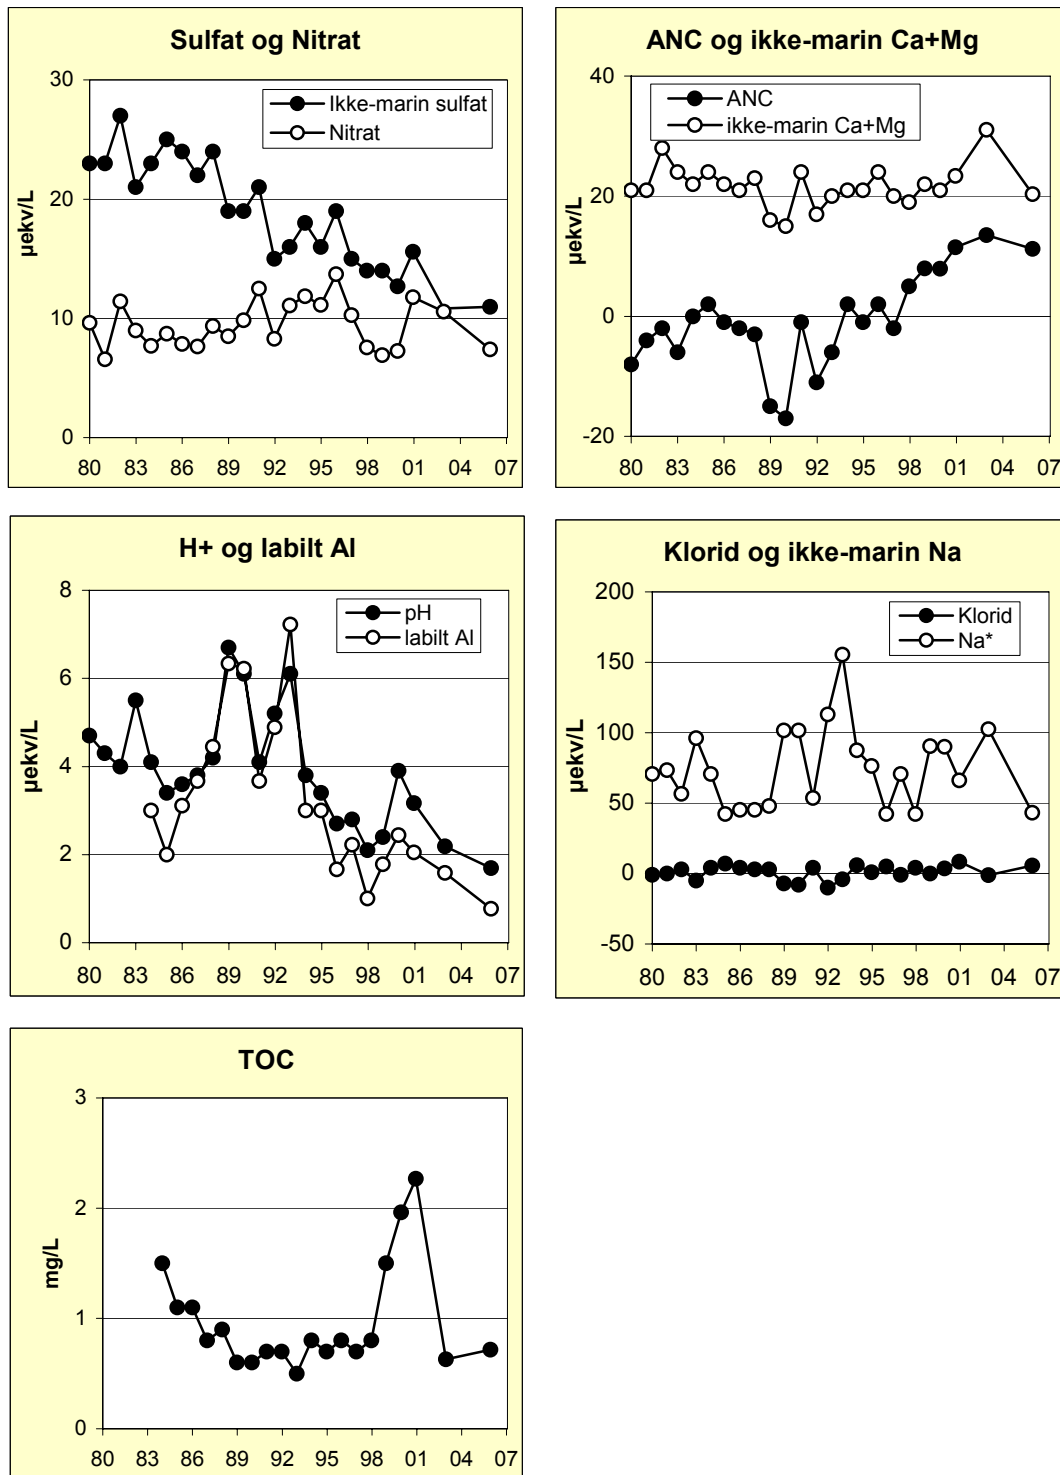 Sulfat og Nitrat
30
20
10
0
µekv/L
Ikke-marin sulfat
Nitrat
80 83 86 89 92 95 98 01 04 07
ANC og ikke-marin Ca+Mg
40
20
0
-20
µekv/L
ANC
ikke-marin Ca+Mg
80 83 86 89 92 95 98 01 04 07
H+ og labilt Al
8
6
4
2
0
µekv/L
pH
labilt Al
80 83 86 89 92 95 98 01 04 07
Klorid og ikke-marin Na
200
150
100
50
0
-50
µekv/L
Klorid
Na*
80 83 86 89 92 95 98 01 04 07
TOC
3
2
1
0
mg/L
80 83 86 89 92 95 98 01 04 07